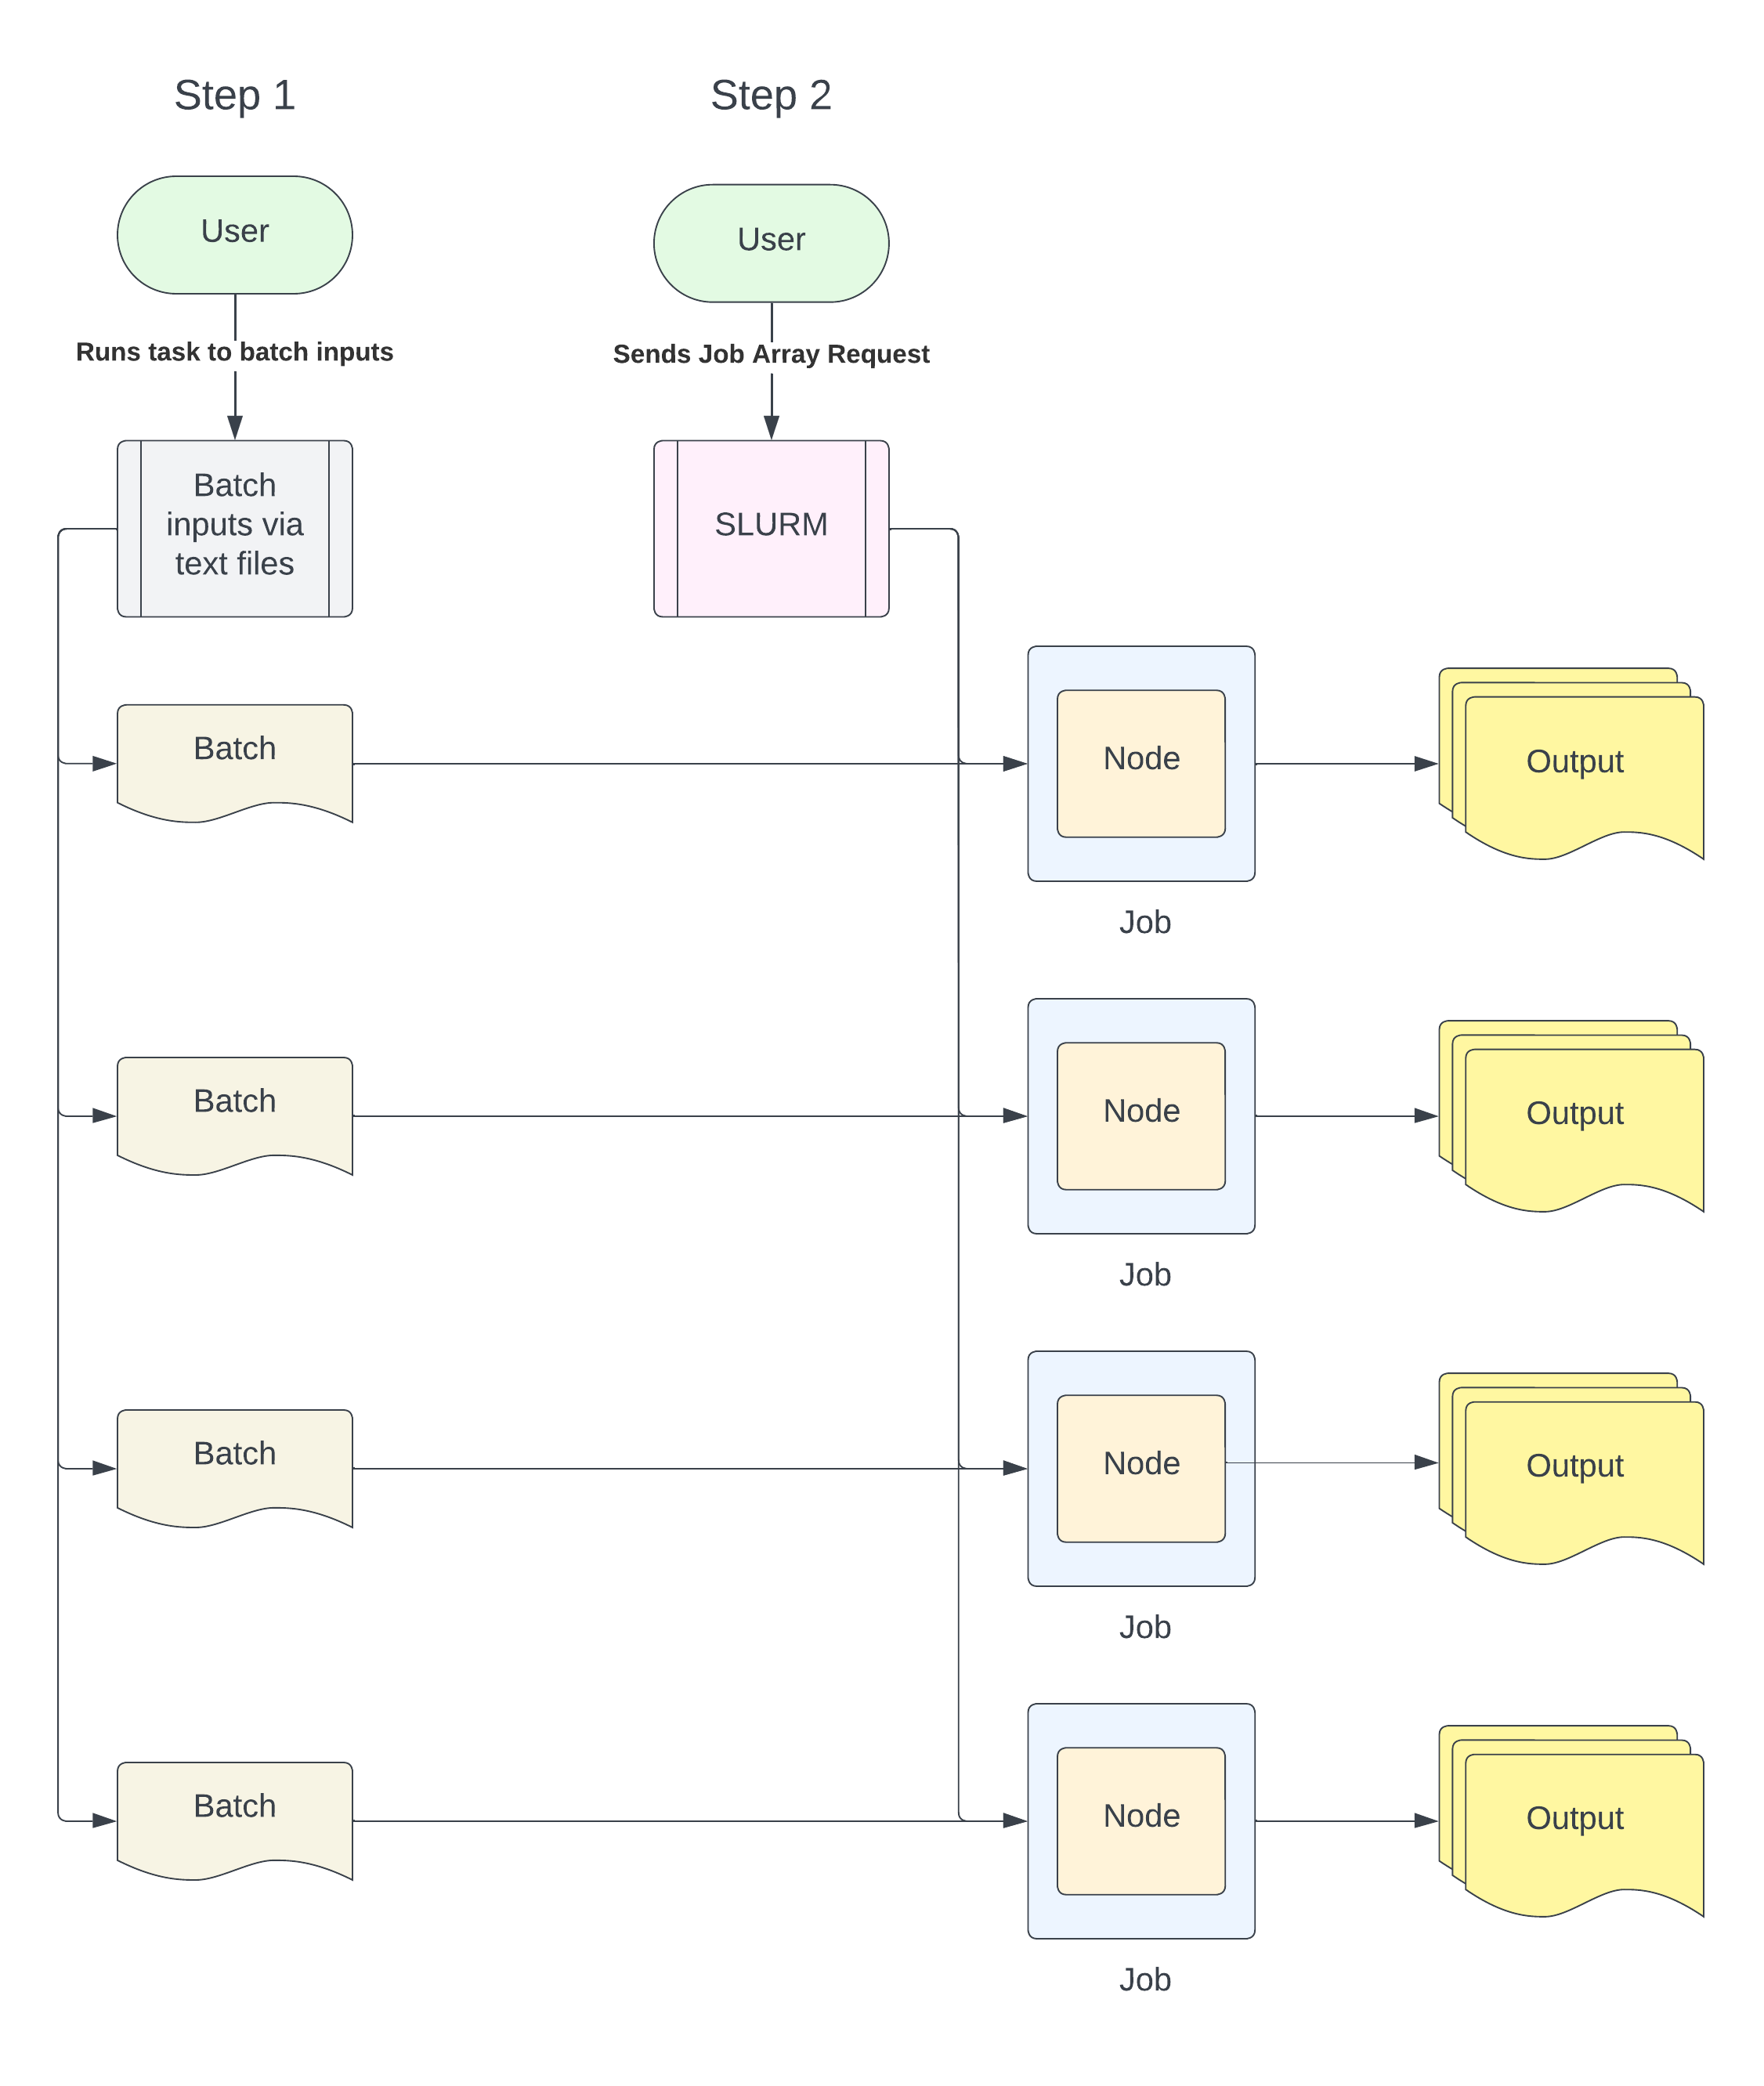 Step 1
Step 2
User
User
Runs task to batch inputs
Sends Job Array Request
Batch
inputs via
text files
SLURM
Batch
Node
Output
Job
Batch
Node
Output
Job
Batch
Node
Output
Job
Batch
Node
Output
Job